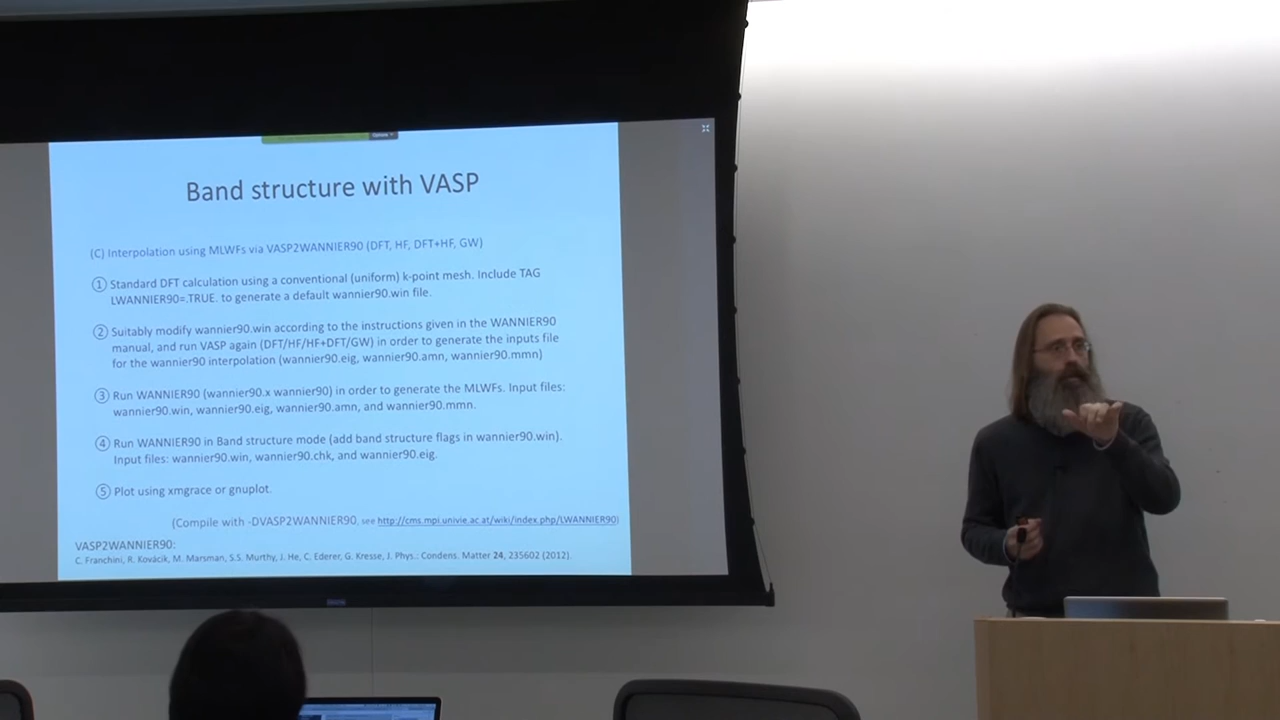 Options
Band structure with VASP
(C) Interpolation using MLWFs via VASP2WANNIER90 (DFT, HF, DFT+HF, GW)
① Standard DFT calculation using a conventional (uniform) k-point mesh. Include TAG
LWANNIER90=.TRUE. to generate a default wannier90.win file.
② Suitably modify wannier90.win according to the instructions given in the WANNIER90
manual, and run VASP again (DFT/HF/HF+DFT/GW) in order to generate the inputs file
for the wannier90 interpolation (wannier90.eig, wannier90.amn, wannier90.mmn)
③ Run WANNIER90 (wannier90.x wannier90) in order to generate the MLWFs. Input files:
wannier90.win, wannier90.eig, wannier90.amn, and wannier90.mmn.
④ Run WANNIER90 in Band structure mode (add band structure flags in wannier90.win).
Input files: wannier90.win, wannier90.chk, and wannier90.eig.
⑤ Plot using xmgrace or gnuplot.
(Compile with -DVASP2WANNIER90, see http://cms.mpi.univie.ac.at/wiki/index.php/LWANNIER90)
VASP2WANNIER90:
C. Franchini, R. Kováčik, M. Marsman, S.S. Murthy, J. He, C. Ederer, G. Kresse, J. Phys.: Condens. Matter 24, 235602 (2012).